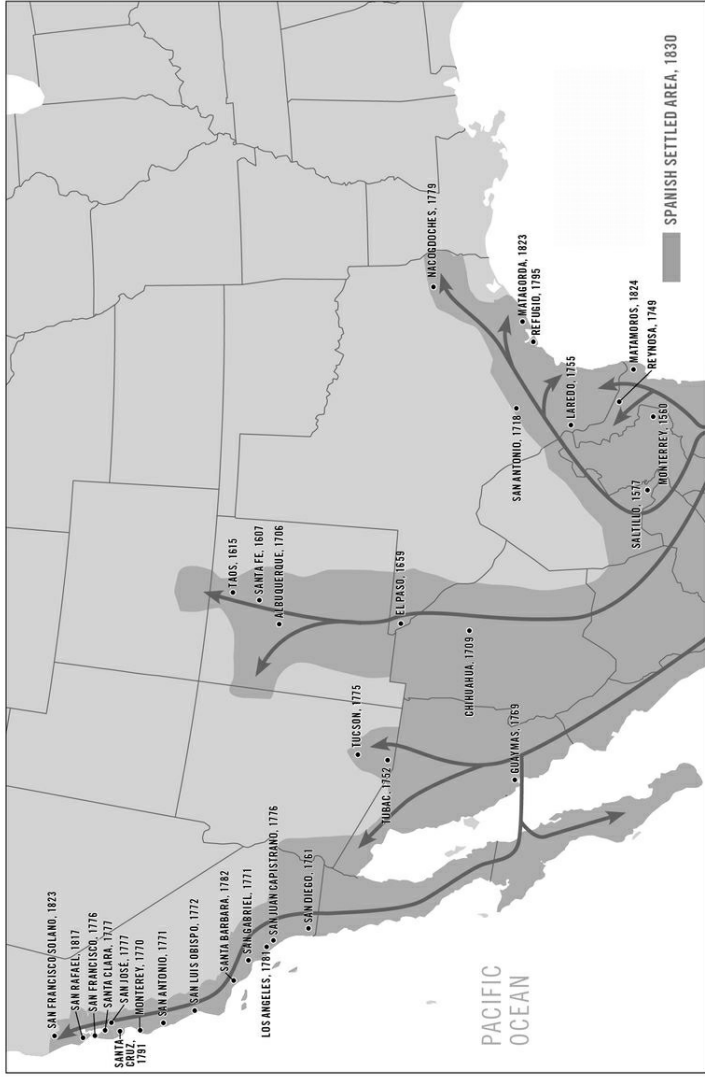 SAN FRANCISCO SOLANO, 1823
SAN RAFAEL, 1817
SAN FRANCISCO, 1776
SANTA CLARA, 1777
SAN JOSÉ, 1777
SANTA
CRUZ,
1791
MONTEREY, 1770
SAN ANTONIO, 1771
SAN LUIS OBISPO, 1772
SANTA BARBARA, 1782
SAN GABRIEL, 1771
LOS ANGELES, 1781
SAN JUAN CAPISTRANO, 1776
SAN DIEGO, 1761
TUCSON, 1775
TUBAC, 1752
GUAYMAS, 1769
TAOS, 1615
SANTA FE, 1607
ALBUQUERQUE, 1706
EL PASO, 1659
CHIHUAHUA, 1709
NACOGDOCHES, 1779
SAN ANTONIO, 1718
MATAGORDA, 1823
REFUGIO, 1795
LAREDO, 1755
MATAMOROS, 1824
REYNOSA, 1749
MONTERREY, 1560
SALTILLO, 1577
PACIFIC
OCEAN
SPANISH SETTLED AREA, 1830